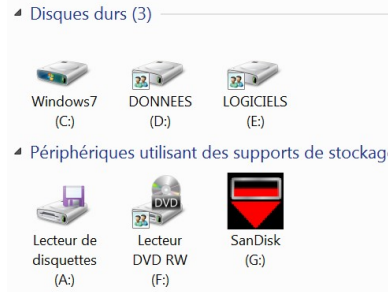 Disques durs (3)
Windows7 DONNEES LOGICIELS
(C:) (D:) (E:)
Périphériques utilisant des supports de stockag
DVD
Lecteur de Lecteur SanDisk
disquettes DVD RW (G:)
(A:) (F:)